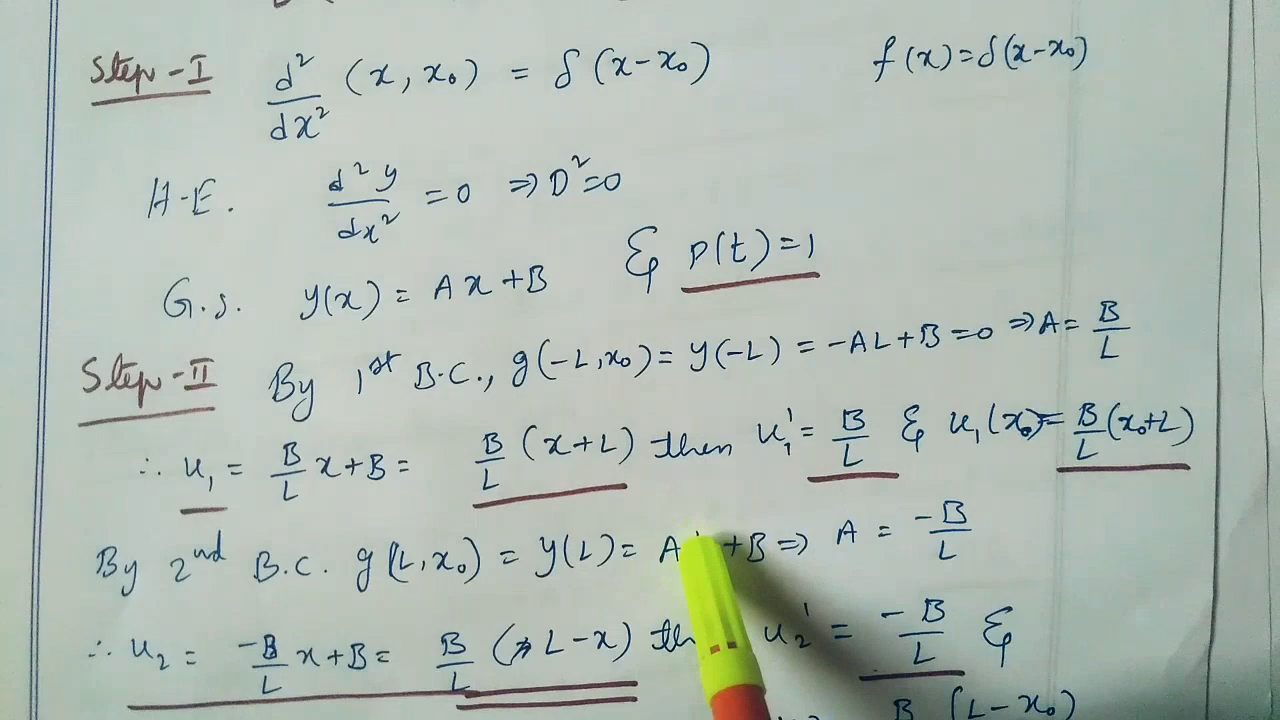 Step-I d²/dx² (x, x₀) = δ(x-x₀) f(x)=δ(x-x₀)
H-E. d²y/dx² = 0 ⇒ D²=0
G.S. y(x) = Ax+B & P(t)=1
Step-II By 1st B.C., g(-L,x₀) = y(-L) = -AL+B=0 ⇒ A = B/L
∴ u₁ = B/L x+B = B/L (x+L) then u₁' = B/L & u₁(x₀) = B/L (x₀+L)
By 2nd B.C. g(L,x₀) = y(L) = A +B ⇒ A = -B/L
∴ u₂ = -B/L x+B = B/L (L-x) u₂' = -B/L &
B (L-x₀)